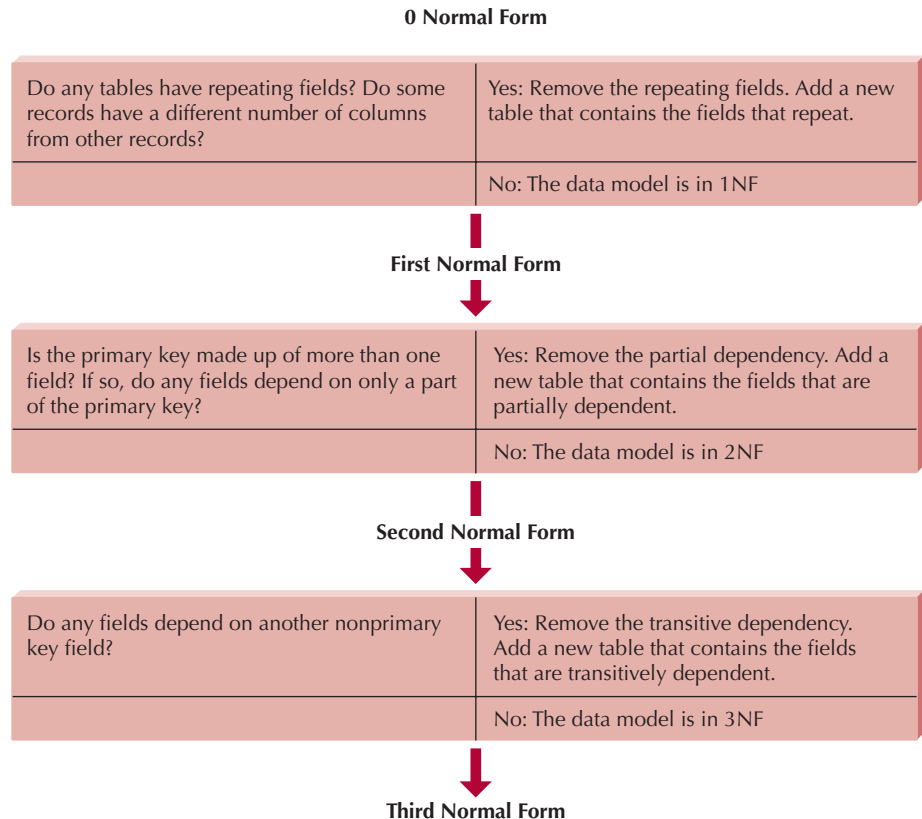 0 Normal Form
Do any tables have repeating fields? Do some
records have a different number of columns
from other records?
Yes: Remove the repeating fields. Add a new
table that contains the fields that repeat.
No: The data model is in 1NF
First Normal Form
Is the primary key made up of more than one
field? If so, do any fields depend on only a part
of the primary key?
Yes: Remove the partial dependency. Add a
new table that contains the fields that are
partially dependent.
No: The data model is in 2NF
Second Normal Form
Do any fields depend on another nonprimary
key field?
Yes: Remove the transitive dependency.
Add a new table that contains the fields
that are transitively dependent.
No: The data model is in 3NF
Third Normal Form